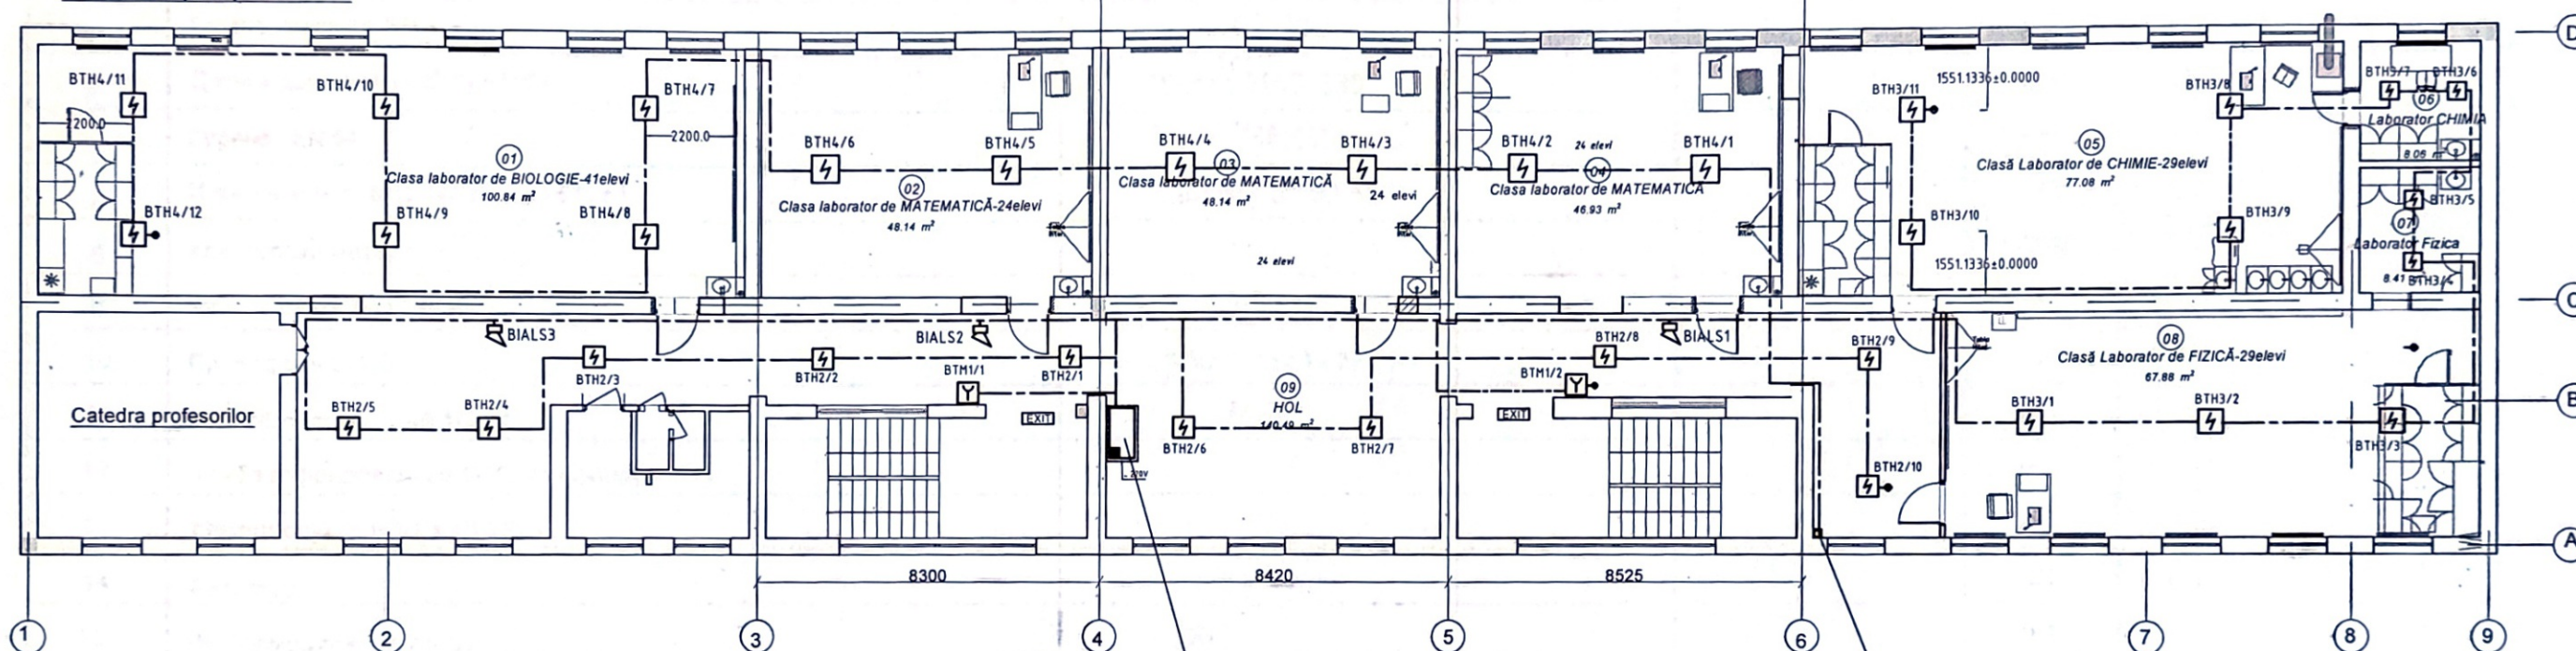 D
BTH4/11
BTH4/10
BTH4/7
2200.0
2200.0
01
Clasa laborator de BIOLOGIE-41elevi
100.84 m²
BTH4/12
BTH4/9
BTH4/8
BTH4/6
BTH4/5
02
Clasa laborator de MATEMATICĂ-24elevi
48.14 m²
BTH4/4
BTH4/3
03
Clasa laborator de MATEMATICĂ
48.14 m²
24 elevi
24 elevi
BTH4/2
24 elevi
BTH4/1
04
Clasa laborator de MATEMATICĂ
46.93 m²
BTH3/11
1551.1336±0.0000
BTH3/8
05
Clasă Laborator de CHIMIE-29elevi
77.08 m²
BTH3/10
BTH3/9
1551.1336±0.0000
BTH3/7
BTH3/6
06
Laborator CHIMIA
8.06 m²
BTH3/5
07
Laborator Fizica
8.41
BTH3/4
C
BIALS3
BIALS2
BIALS1
BTH2/3
BTH2/2
BTM1/1
BTH2/1
BTH2/5
BTH2/4
Catedra profesorilor
EXIT
09
HOL
140.49 m²
BTH2/6
BTH2/7
220V
BTH2/8
BTM1/2
BTH2/9
EXIT
BTH2/10
08
Clasă Laborator de FIZICĂ-29elevi
67.88 m²
BTH3/1
BTH3/2
BTH3/3
B
A
8300
8420
8525
1
2
3
4
5
6
7
8
9